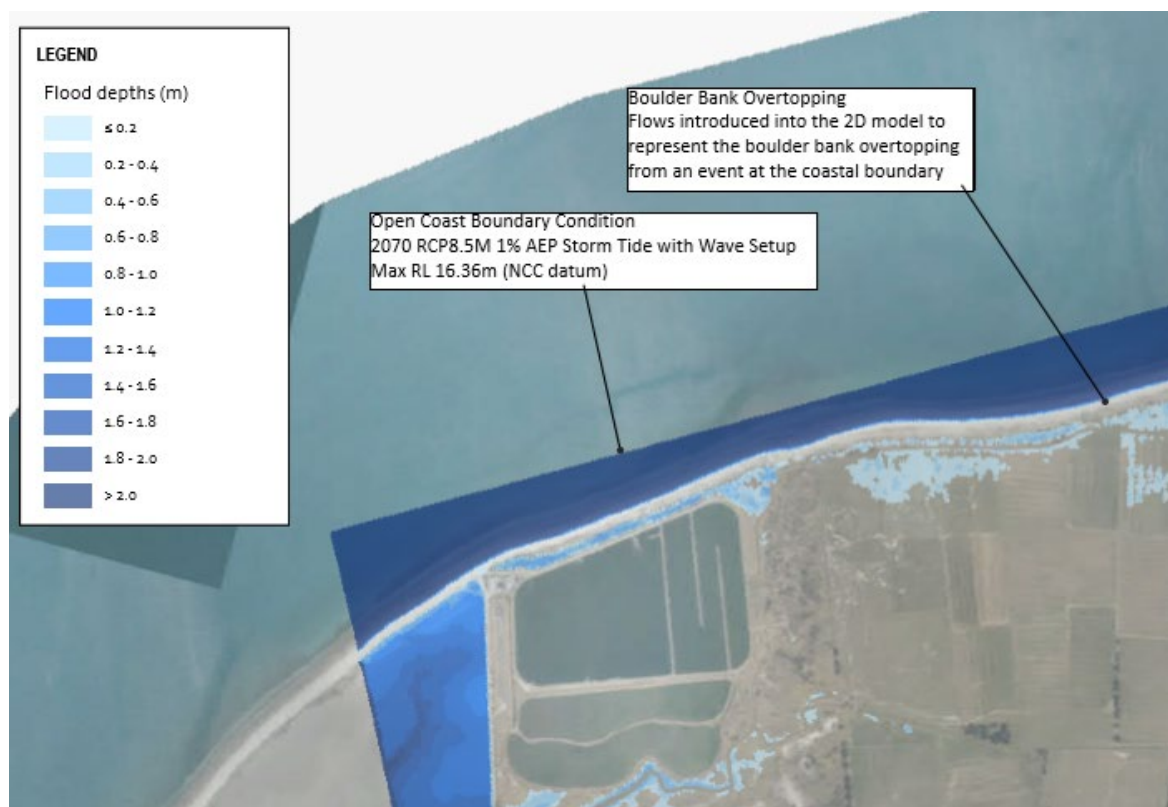 LEGEND
Flood depths (m)
≤ 0.2
0.2 - 0.4
0.4 - 0.6
0.6 - 0.8
0.8 - 1.0
1.0 - 1.2
1.2 - 1.4
1.4 - 1.6
1.6 - 1.8
1.8 - 2.0
> 2.0
Boulder Bank Overtopping
Flows introduced into the 2D model to
represent the boulder bank overtopping
from an event at the coastal boundary
Open Coast Boundary Condition
2070 RCP8.5M 1% AEP Storm Tide with Wave Setup
Max RL 16.36m (NCC datum)